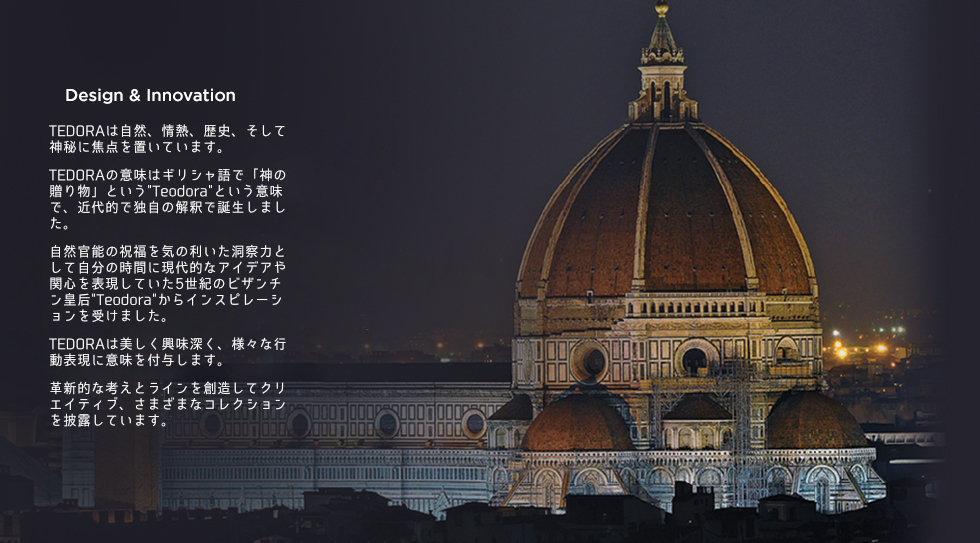 Design & Innovation
TEDORAは自然、情熱、歴史、そして
神秘に焦点を置いています。
TEDORAの意味はギリシャ語で「神の
贈り物」という"Teodora"という意味
で、近代的で独自の解釈で誕生しまし
た。
自然官能の祝福を気の利いた洞察力と
して自分の時間に現代的なアイデアや
関心を表現していた5世紀のビザンチ
ン皇后"Teodora"からインスピレーシ
ョンを受けました。
TEDORAは美しく興味深く、様々な行
動表現に意味を付与します。
革新的な考えとラインを創造してクリ
エイティブ、さまざまなコレクション
を披露しています。